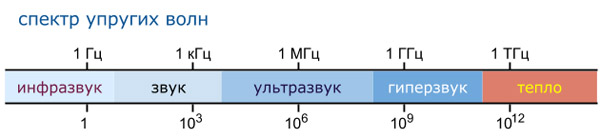 спектр упругих волн
1 Гц 1 кГц 1 МГц 1 ГГц 1 ТГц
инфразвук звук ультразвук гиперзвук тепло
1 10³ 10⁶ 10⁹ 10¹²